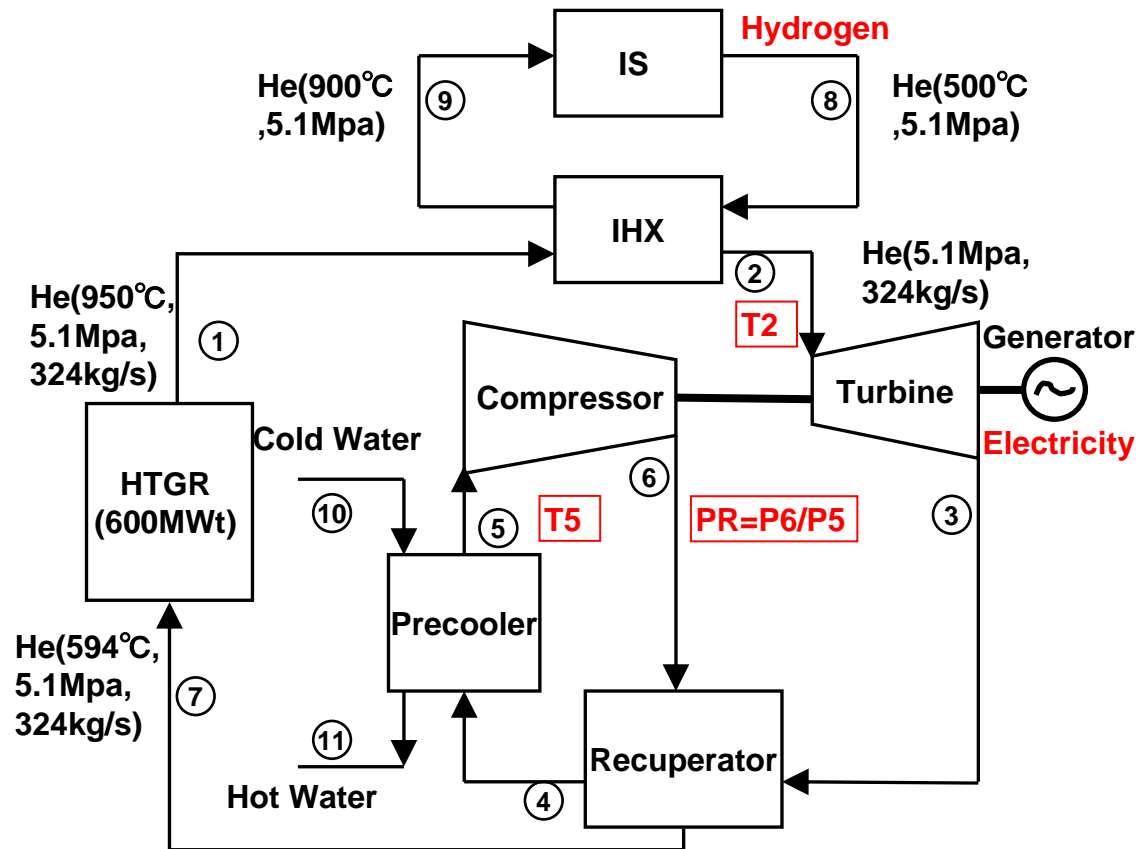 Hydrogen
IS
He(900℃
,5.1Mpa)
9
8
He(500℃
,5.1Mpa)
IHX
2
He(5.1Mpa,
324kg/s)
He(950℃,
5.1Mpa,
324kg/s)
1
T2
Generator
Compressor
Turbine
Electricity
Cold Water
HTGR
(600MWt)
10
5
T5
6
PR=P6/P5
3
Precooler
He(594℃,
5.1Mpa,
324kg/s)
7
11
Hot Water
4
Recuperator